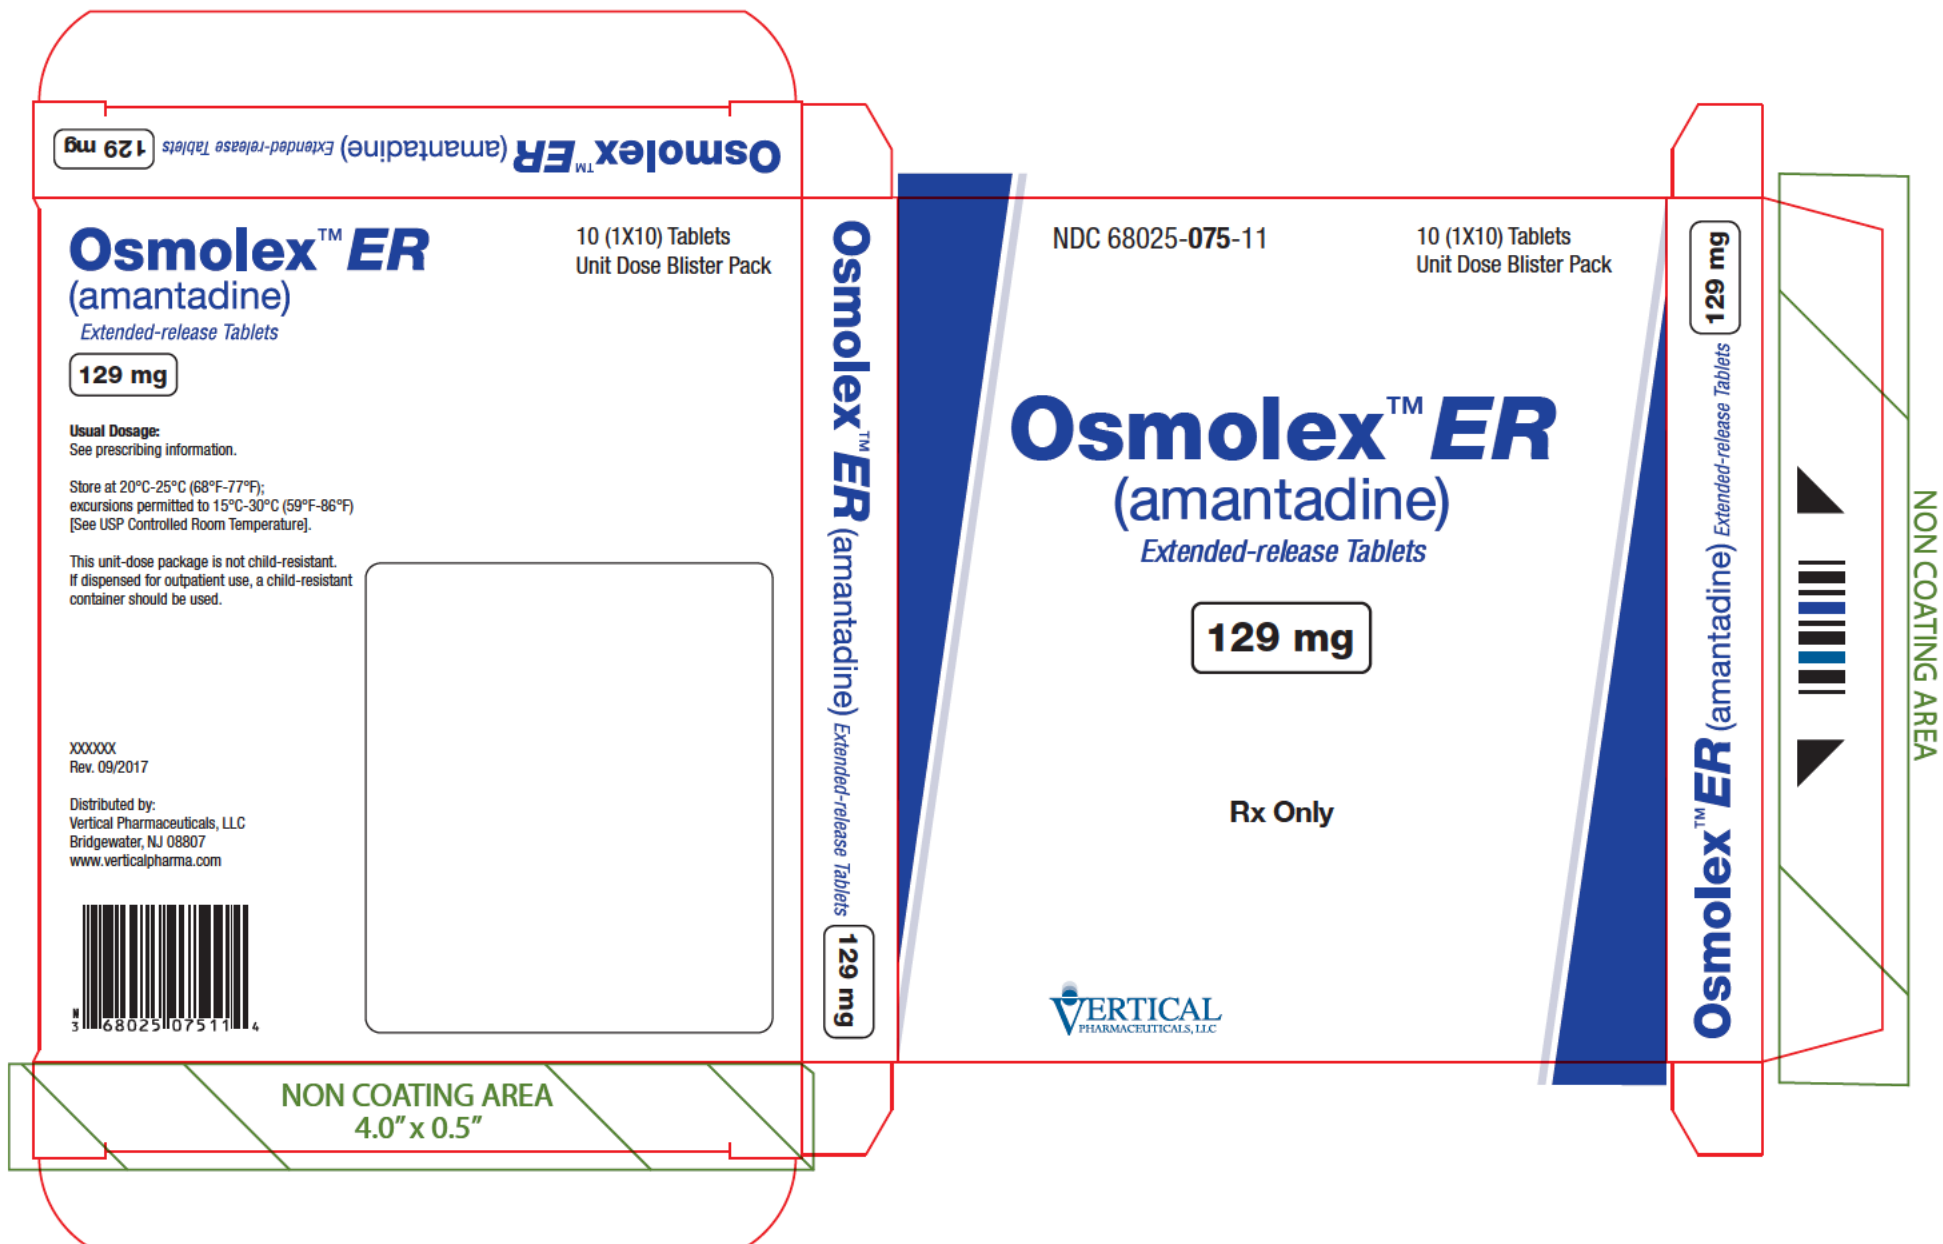 Osmolex™ ER (amantadine) Extended-release Tablets 129 mg
Osmolex™ ER
(amantadine)
Extended-release Tablets
129 mg
10 (1X10) Tablets
Unit Dose Blister Pack
Usual Dosage:
See prescribing information.
Store at 20°C-25°C (68°F-77°F);
excursions permitted to 15°C-30°C (59°F-86°F)
[See USP Controlled Room Temperature].
This unit-dose package is not child-resistant.
If dispensed for outpatient use, a child-resistant
container should be used.
XXXXXX
Rev. 09/2017
Distributed by:
Vertical Pharmaceuticals, LLC
Bridgewater, NJ 08807
www.verticalpharma.com
N
3 68025 07511 4
NON COATING AREA
4.0” x 0.5”
Osmolex™ ER (amantadine) Extended-release Tablets 129 mg
NDC 68025-075-11
10 (1X10) Tablets
Unit Dose Blister Pack
Osmolex™ ER
(amantadine)
Extended-release Tablets
129 mg
Rx Only
VERTICAL
PHARMACEUTICALS, LLC
Osmolex™ ER (amantadine) Extended-release Tablets 129 mg
NON COATING AREA